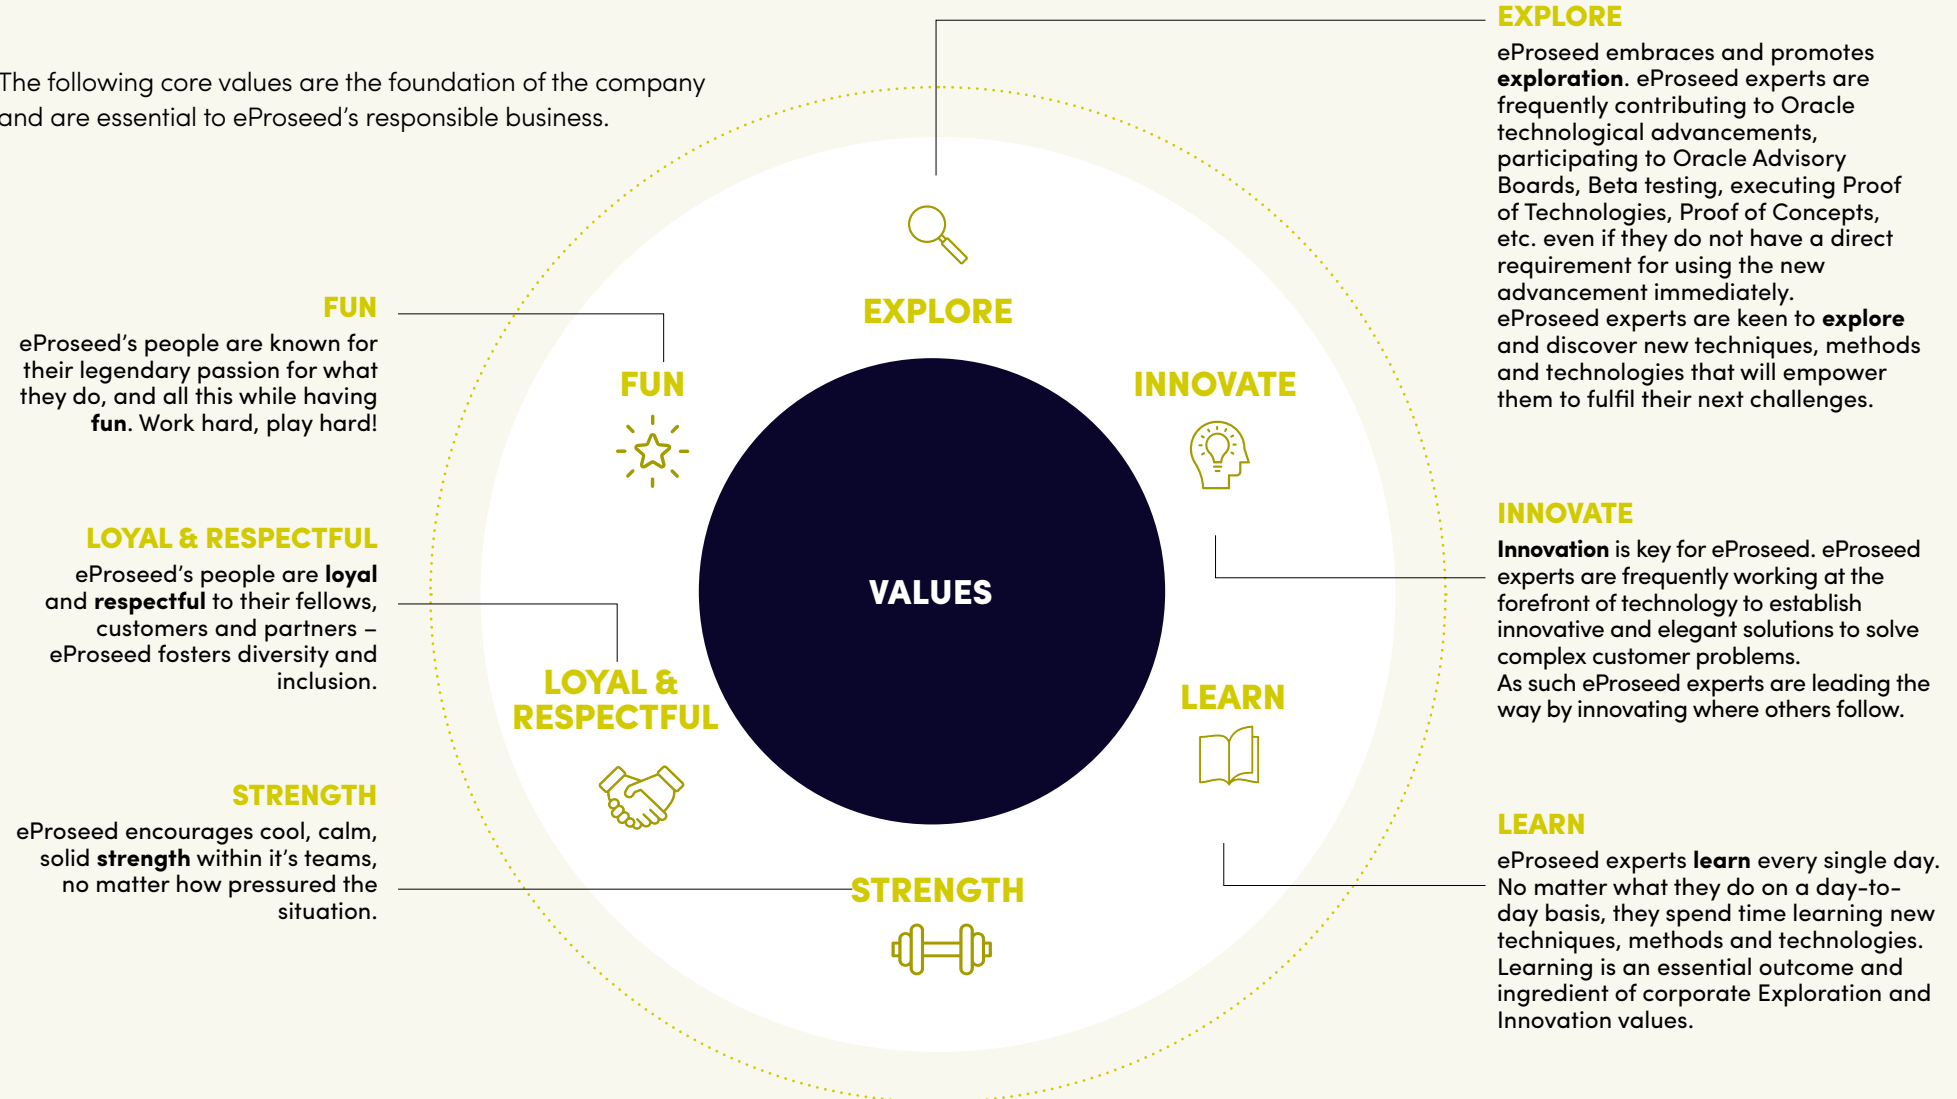 The following core values are the foundation of the company
and are essential to eProseed's responsible business.
EXPLORE
eProseed embraces and promotes
exploration. eProseed experts are
frequently contributing to Oracle
technological advancements,
participating to Oracle Advisory
Boards, Beta testing, executing Proof
of Technologies, Proof of Concepts,
etc. even if they do not have a direct
requirement for using the new
advancement immediately.
eProseed experts are keen to explore
and discover new techniques, methods
and technologies that will empower
them to fulfil their next challenges.
INNOVATE
Innovation is key for eProseed. eProseed
experts are frequently working at the
forefront of technology to establish
innovative and elegant solutions to solve
complex customer problems.
As such eProseed experts are leading the
way by innovating where others follow.
LEARN
eProseed experts learn every single day.
No matter what they do on a day-to-
day basis, they spend time learning new
techniques, methods and technologies.
Learning is an essential outcome and
ingredient of corporate Exploration and
Innovation values.
FUN
eProseed's people are known for
their legendary passion for what
they do, and all this while having
fun. Work hard, play hard!
LOYAL & RESPECTFUL
eProseed's people are loyal
and respectful to their fellows,
customers and partners –
eProseed fosters diversity and
inclusion.
STRENGTH
eProseed encourages cool, calm,
solid strength within it's teams,
no matter how pressured the
situation.
EXPLORE
INNOVATE
LEARN
STRENGTH
LOYAL &
RESPECTFUL
FUN
VALUES